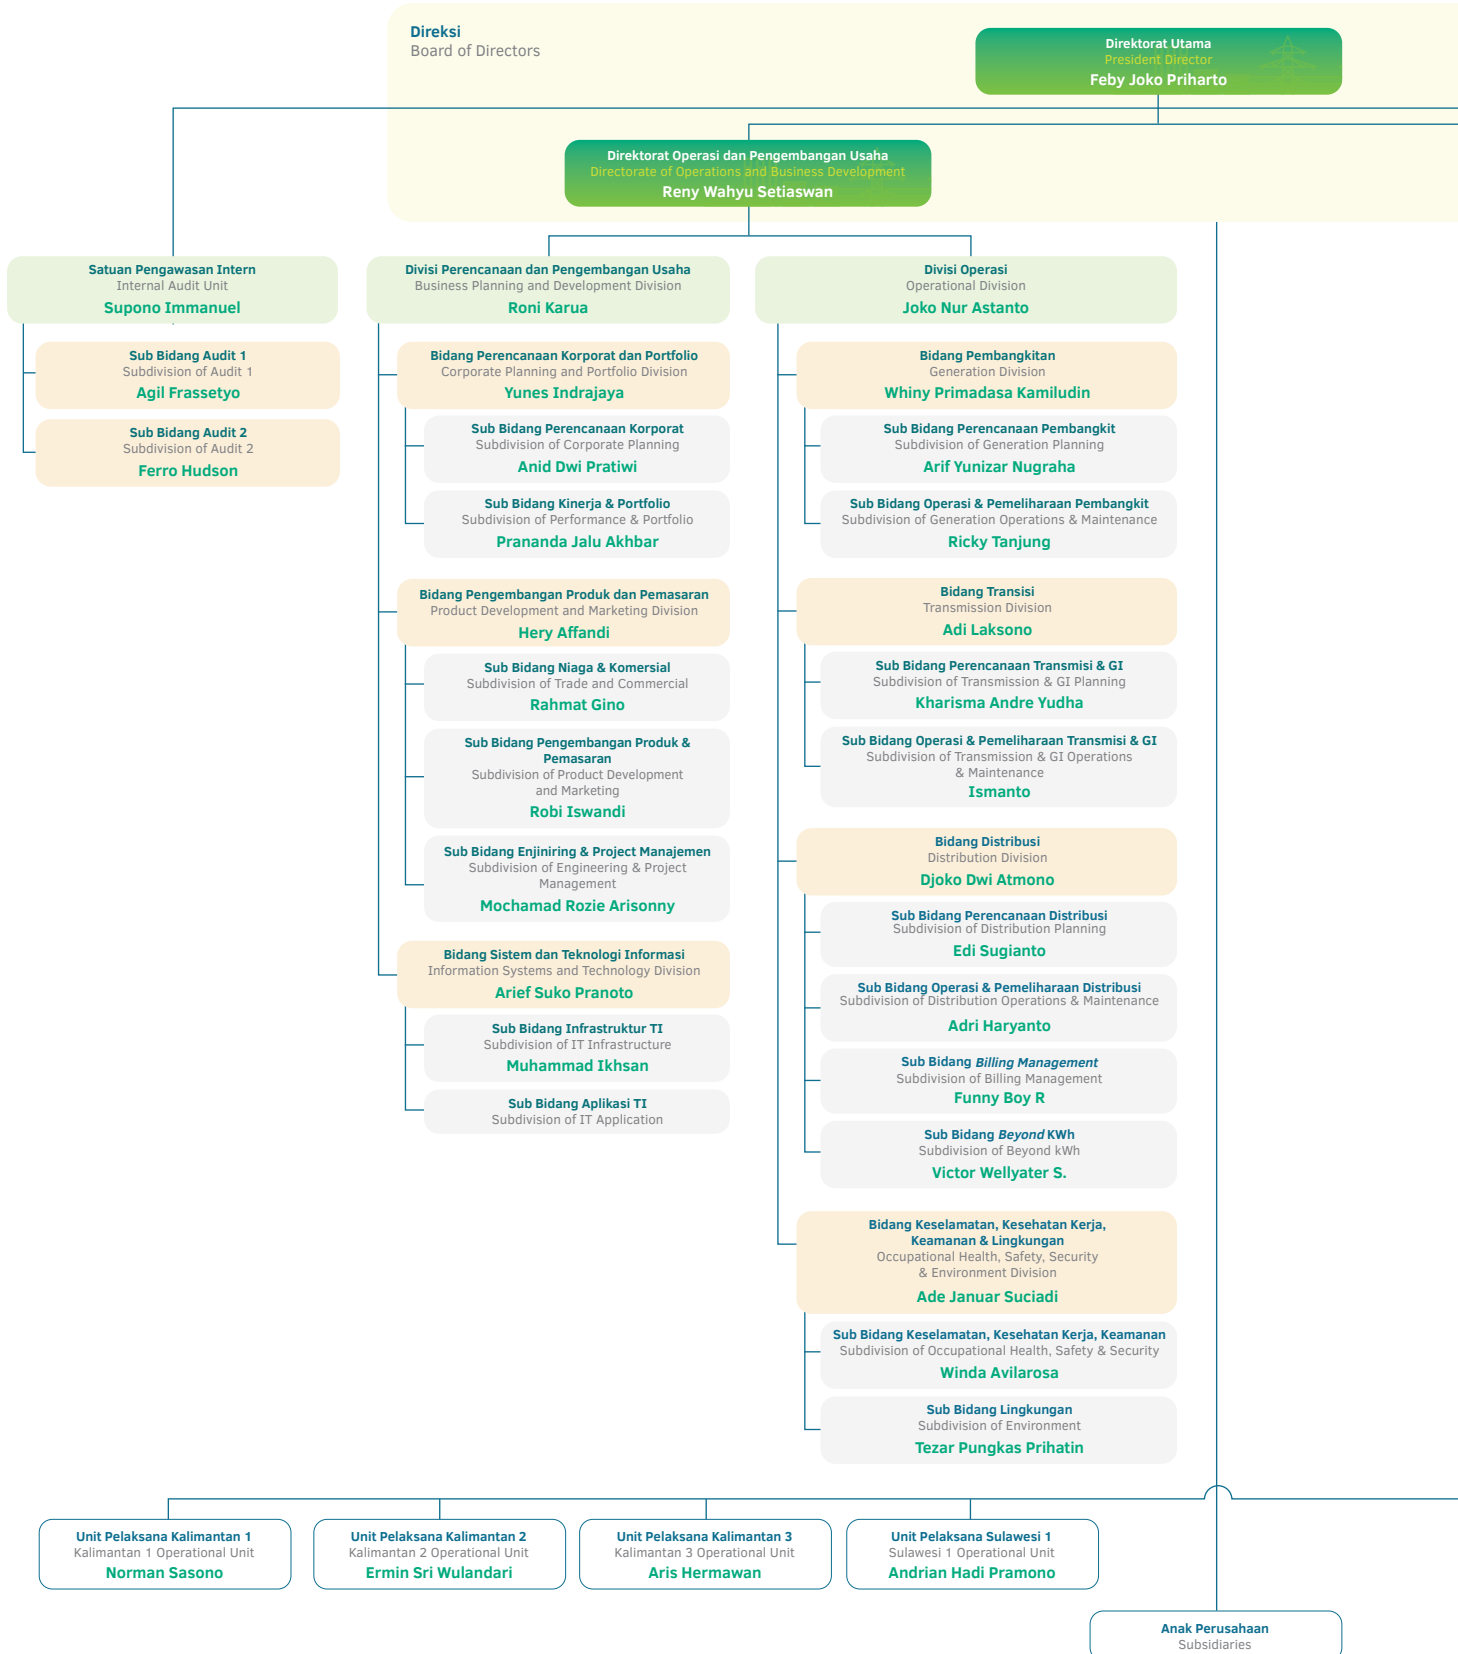 Direksi
Board of Directors
Direktorat Utama
President Director
Feby Joko Priharto
Direktorat Operasi dan Pengembangan Usaha
Directorate of Operations and Business Development
Reny Wahyu Setiaswan
Satuan Pengawasan Intern
Internal Audit Unit
Supono Immanuel
Sub Bidang Audit 1
Subdivision of Audit 1
Agil Frassetyo
Sub Bidang Audit 2
Subdivision of Audit 2
Ferro Hudson
Divisi Perencanaan dan Pengembangan Usaha
Business Planning and Development Division
Roni Karua
Bidang Perencanaan Korporat dan Portfolio
Corporate Planning and Portfolio Division
Yunes Indrajaya
Sub Bidang Perencanaan Korporat
Subdivision of Corporate Planning
Anid Dwi Pratiwi
Sub Bidang Kinerja & Portfolio
Subdivision of Performance & Portfolio
Prananda Jalu Akhbar
Bidang Pengembangan Produk dan Pemasaran
Product Development and Marketing Division
Hery Affandi
Sub Bidang Niaga & Komersial
Subdivision of Trade and Commercial
Rahmat Gino
Sub Bidang Pengembangan Produk &
Pemasaran
Subdivision of Product Development
and Marketing
Robi Iswandi
Sub Bidang Enjiniring & Project Manajemen
Subdivision of Engineering & Project
Management
Mochamad Rozie Arisonny
Bidang Sistem dan Teknologi Informasi
Information Systems and Technology Division
Arief Suko Pranoto
Sub Bidang Infrastruktur TI
Subdivision of IT Infrastructure
Muhammad Ikhsan
Sub Bidang Aplikasi TI
Subdivision of IT Application
Divisi Operasi
Operational Division
Joko Nur Astanto
Bidang Pembangkitan
Generation Division
Whiny Primadasa Kamiludin
Sub Bidang Perencanaan Pembangkit
Subdivision of Generation Planning
Arif Yunizar Nugraha
Sub Bidang Operasi & Pemeliharaan Pembangkit
Subdivision of Generation Operations & Maintenance
Ricky Tanjung
Bidang Transisi
Transmission Division
Adi Laksono
Sub Bidang Perencanaan Transmisi & GI
Subdivision of Transmission & GI Planning
Kharisma Andre Yudha
Sub Bidang Operasi & Pemeliharaan Transmisi & GI
Subdivision of Transmission & GI Operations
& Maintenance
Ismanto
Bidang Distribusi
Distribution Division
Djoko Dwi Atmono
Sub Bidang Perencanaan Distribusi
Subdivision of Distribution Planning
Edi Sugianto
Sub Bidang Operasi & Pemeliharaan Distribusi
Subdivision of Distribution Operations & Maintenance
Adri Haryanto
Sub Bidang Billing Management
Subdivision of Billing Management
Funny Boy R
Sub Bidang Beyond KWh
Subdivision of Beyond kWh
Victor Wellyater S.
Bidang Keselamatan, Kesehatan Kerja,
Keamanan & Lingkungan
Occupational Health, Safety, Security
& Environment Division
Ade Januar Suciadi
Sub Bidang Keselamatan, Kesehatan Kerja, Keamanan
Subdivision of Occupational Health, Safety & Security
Winda Avilarosa
Sub Bidang Lingkungan
Subdivision of Environment
Tezar Pungkas Prihatin
Unit Pelaksana Kalimantan 1
Kalimantan 1 Operational Unit
Norman Sasono
Unit Pelaksana Kalimantan 2
Kalimantan 2 Operational Unit
Ermin Sri Wulandari
Unit Pelaksana Kalimantan 3
Kalimantan 3 Operational Unit
Aris Hermawan
Unit Pelaksana Sulawesi 1
Sulawesi 1 Operational Unit
Andrian Hadi Pramono
Anak Perusahaan
Subsidiaries